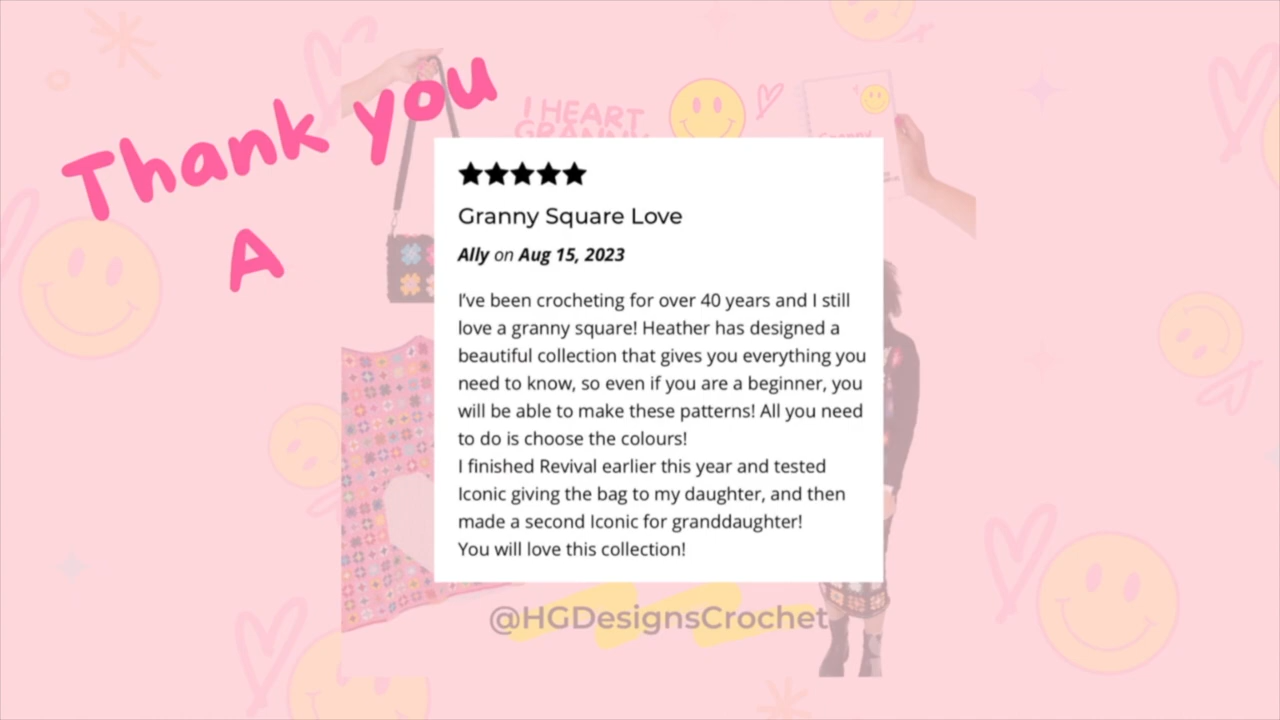 Thank you
A
I HEART
GRANNY
Granny
Granny Square Love
Ally on Aug 15, 2023
I’ve been crocheting for over 40 years and I still
love a granny square! Heather has designed a
beautiful collection that gives you everything you
need to know, so even if you are a beginner, you
will be able to make these patterns! All you need
to do is choose the colours!
I finished Revival earlier this year and tested
Iconic giving the bag to my daughter, and then
made a second Iconic for granddaughter!
You will love this collection!
@HGDesignsCrochet